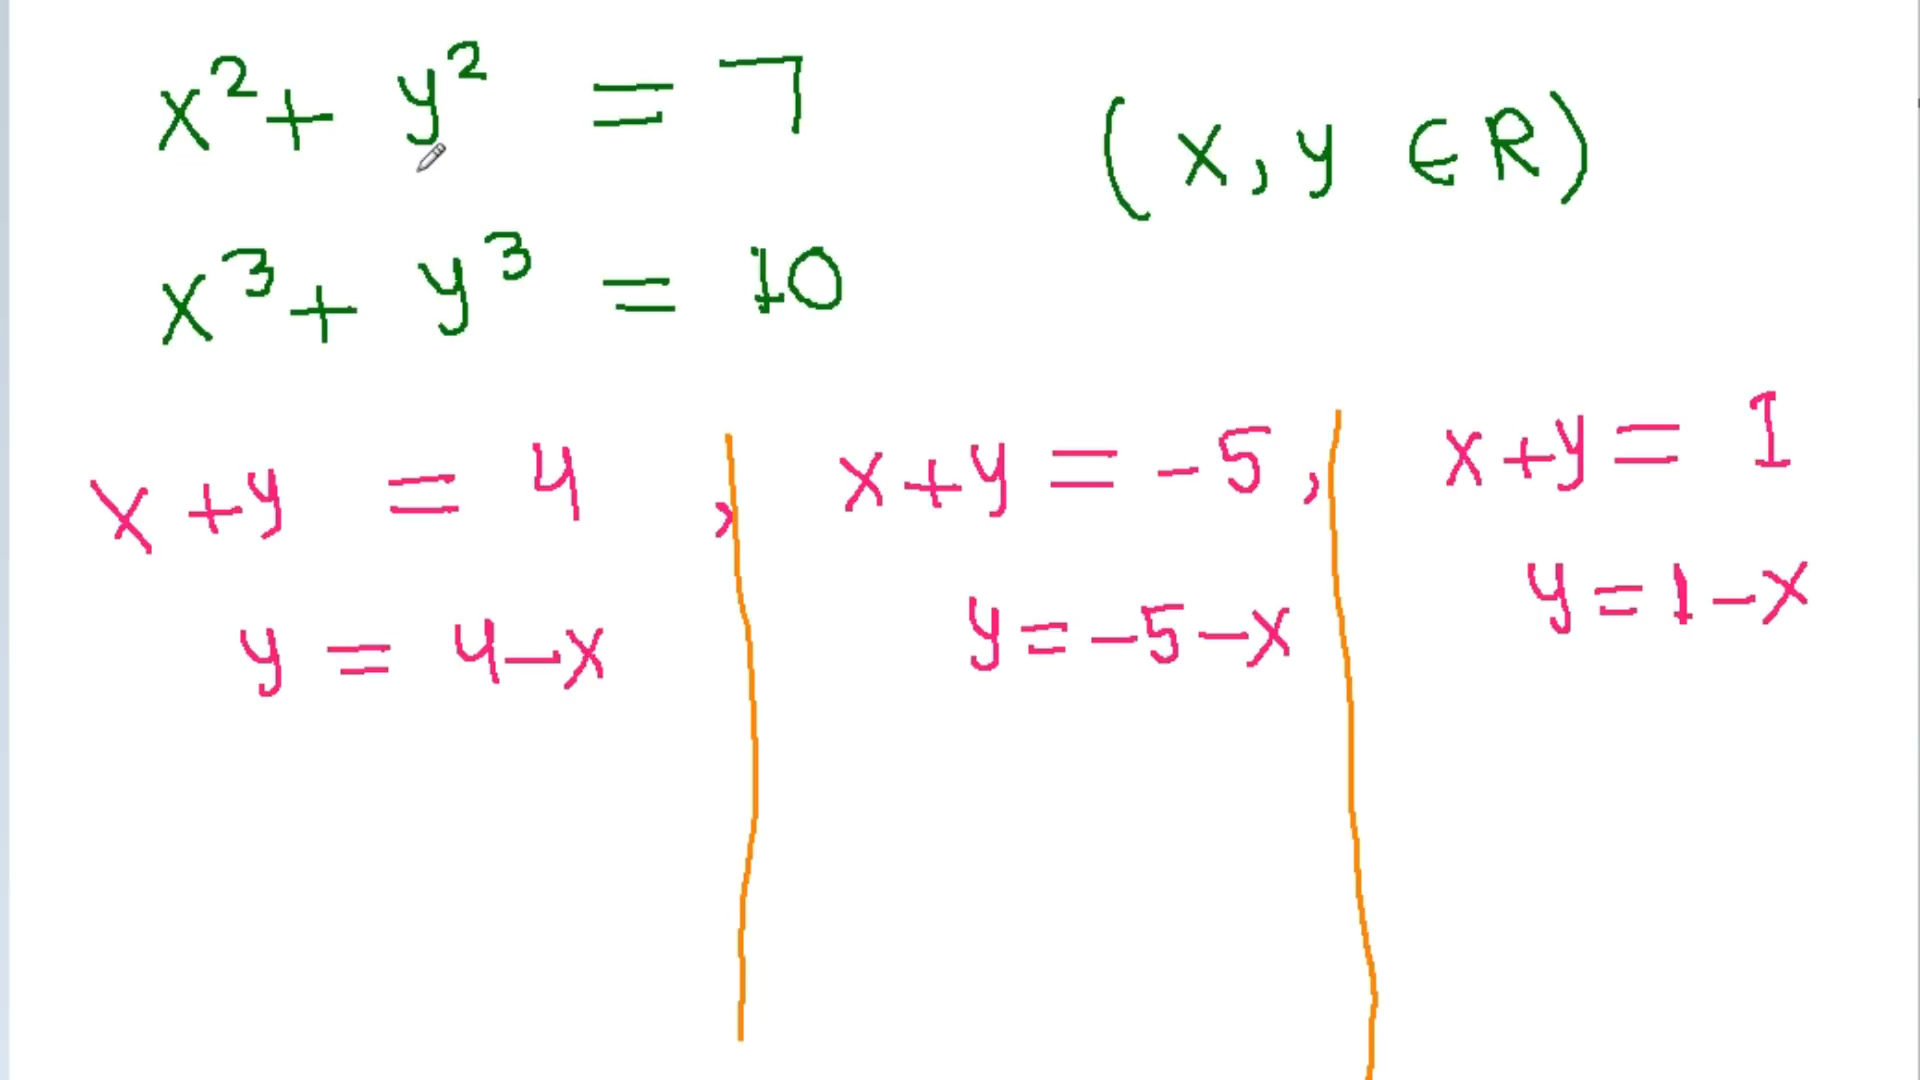 x² + y² = 7
(x, y ∈ R)
x³ + y³ = 10
x + y = 4 ,
y = 4 - x
x + y = -5 ,
y = -5 - x
x + y = 1
y = 1 - x